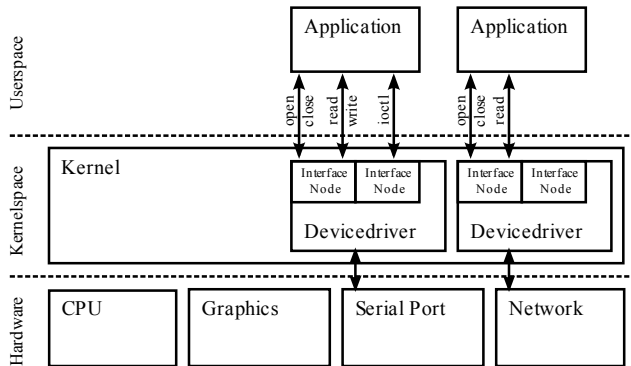 Userspace
Application
Application
open
close
read
write
ioctl
open
close
read
Kernelspace
Kernel
Interface
Node
Interface
Node
Interface
Node
Interface
Node
Devicedriver
Devicedriver
Hardware
CPU
Graphics
Serial Port
Network